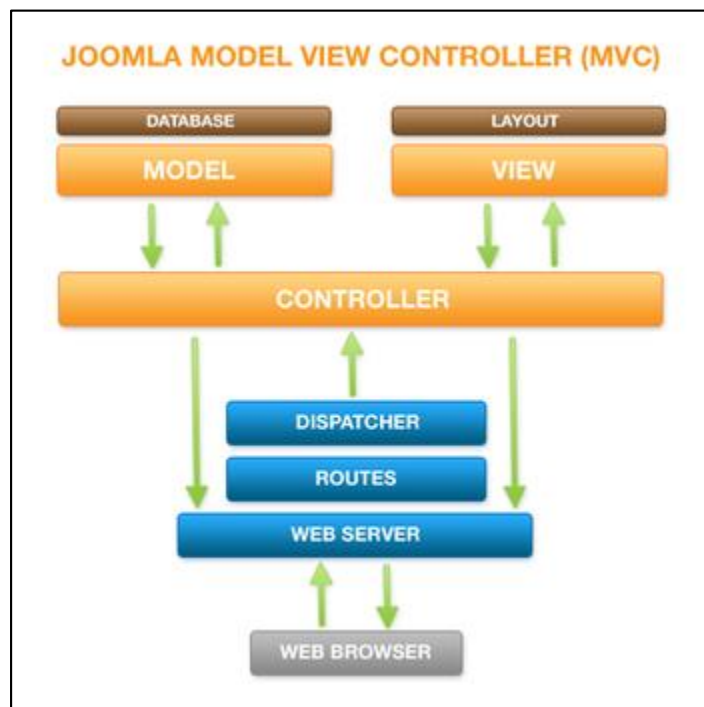 JOOMLA MODEL VIEW CONTROLLER (MVC)
DATABASE
MODEL
LAYOUT
VIEW
CONTROLLER
DISPATCHER
ROUTES
WEB SERVER
WEB BROWSER